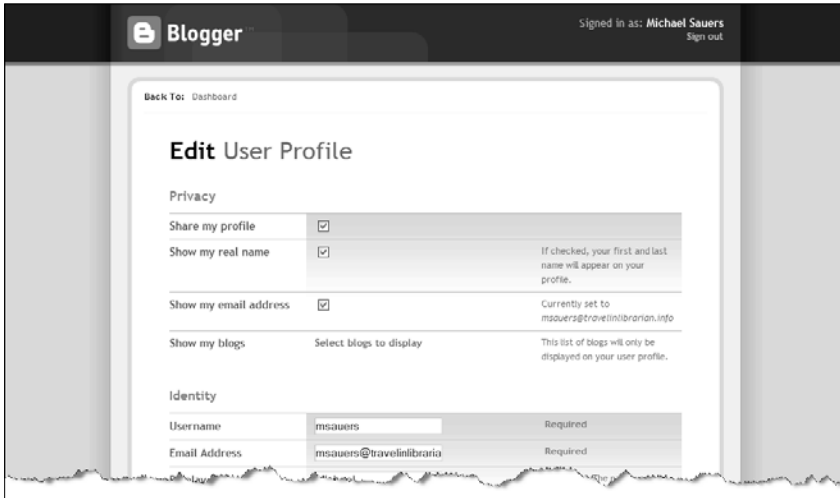 Blogger™
Signed in as: Michael Sauers
Sign out
Back To: Dashboard
Edit User Profile
Privacy
Share my profile
Show my real name
If checked, your first and last
name will appear on your
profile.
Show my email address
Currently set to
msauers@travelinlibrarian.info
Show my blogs
Select blogs to display
This list of blogs will only be
displayed on your user profile.
Identity
Username
msauers
Required
Email Address
msauers@travelinlibraria
Required